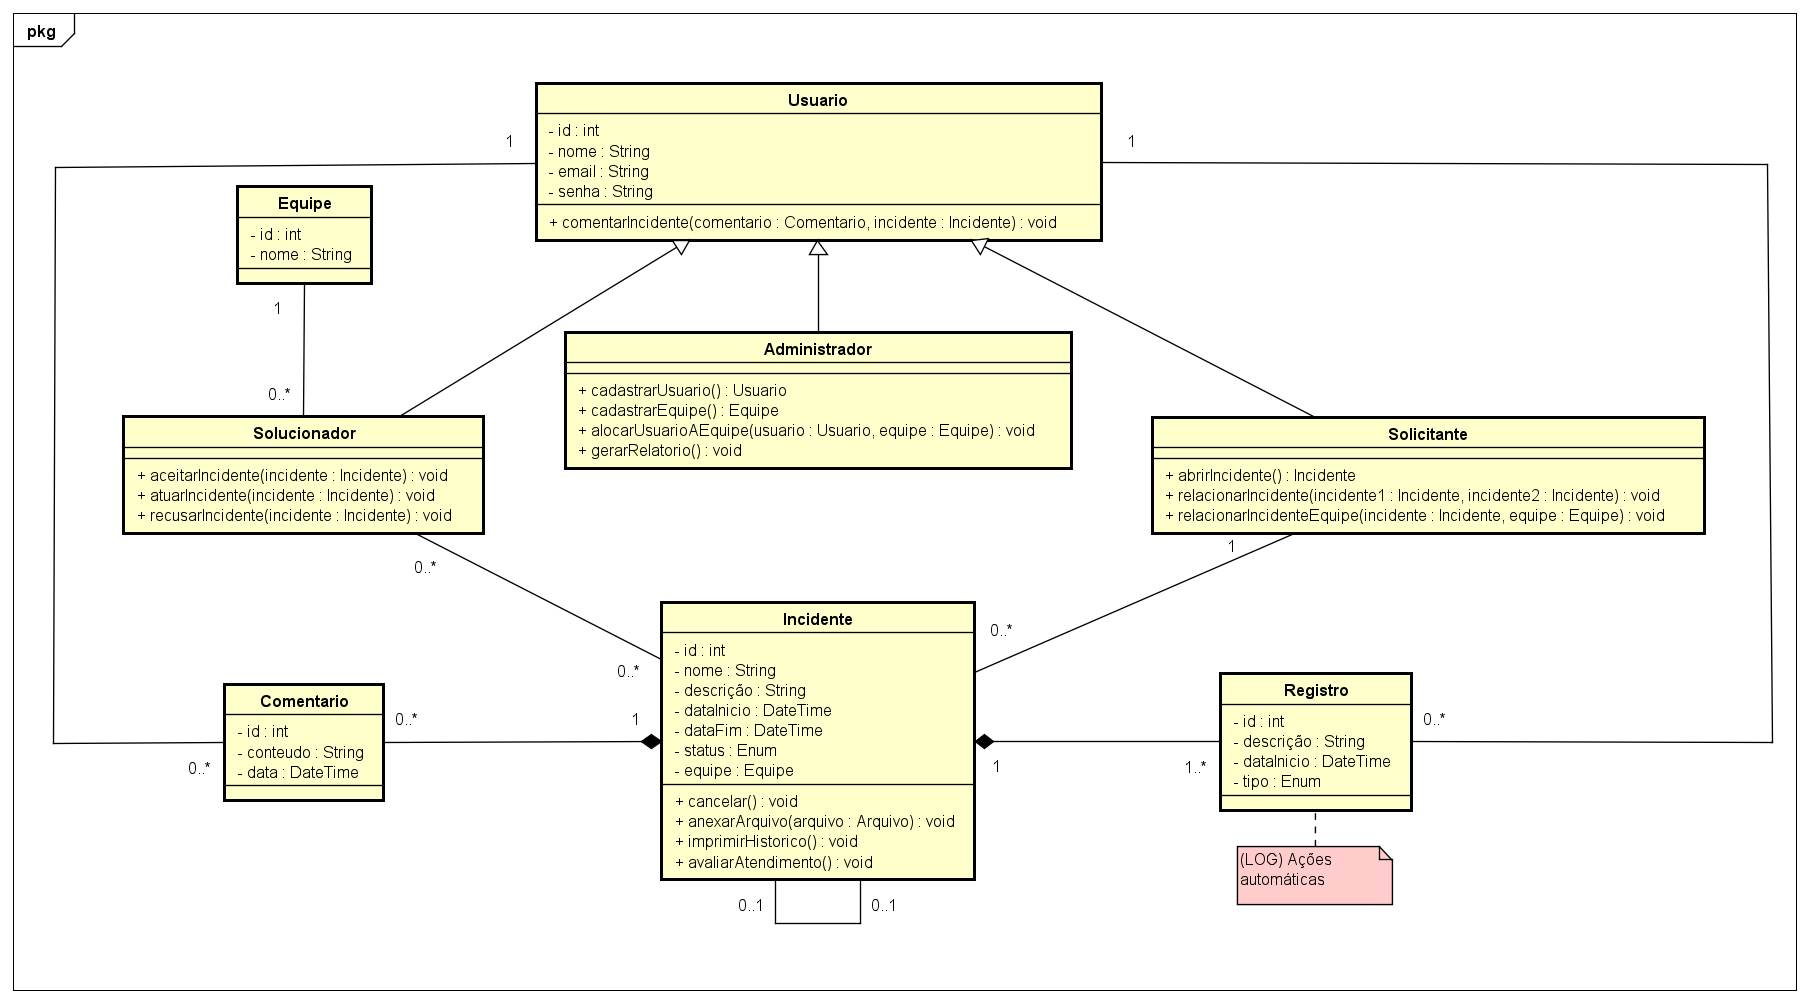 pkg
Usuario
- id : int
- nome : String
- email : String
- senha : String
+ comentarIncidente(comentario : Comentario, incidente : Incidente) : void
1
1
Equipe
- id : int
- nome : String
1
0..*
Administrador
+ cadastrarUsuario() : Usuario
+ cadastrarEquipe() : Equipe
+ alocarUsuarioAEquipe(usuario : Usuario, equipe : Equipe) : void
+ gerarRelatorio() : void
Solucionador
+ aceitarIncidente(incidente : Incidente) : void
+ atuarIncidente(incidente : Incidente) : void
+ recusarIncidente(incidente : Incidente) : void
Solicitante
+ abrirIncidente() : Incidente
+ relacionarIncidente(incidente1 : Incidente, incidente2 : Incidente) : void
+ relacionarIncidenteEquipe(incidente : Incidente, equipe : Equipe) : void
0..*
1
0..*
0..*
Incidente
- id : int
- nome : String
- descrição : String
- dataInicio : DateTime
- dataFim : DateTime
- status : Enum
- equipe : Equipe
+ cancelar() : void
+ anexarArquivo(arquivo : Arquivo) : void
+ imprimirHistorico() : void
+ avaliarAtendimento() : void
Comentario
- id : int
- conteudo : String
- data : DateTime
0..*
1
0..*
Registro
- id : int
- descrição : String
- dataInicio : DateTime
- tipo : Enum
0..*
1
1..*
(LOG) Ações
automáticas
0..1
0..1